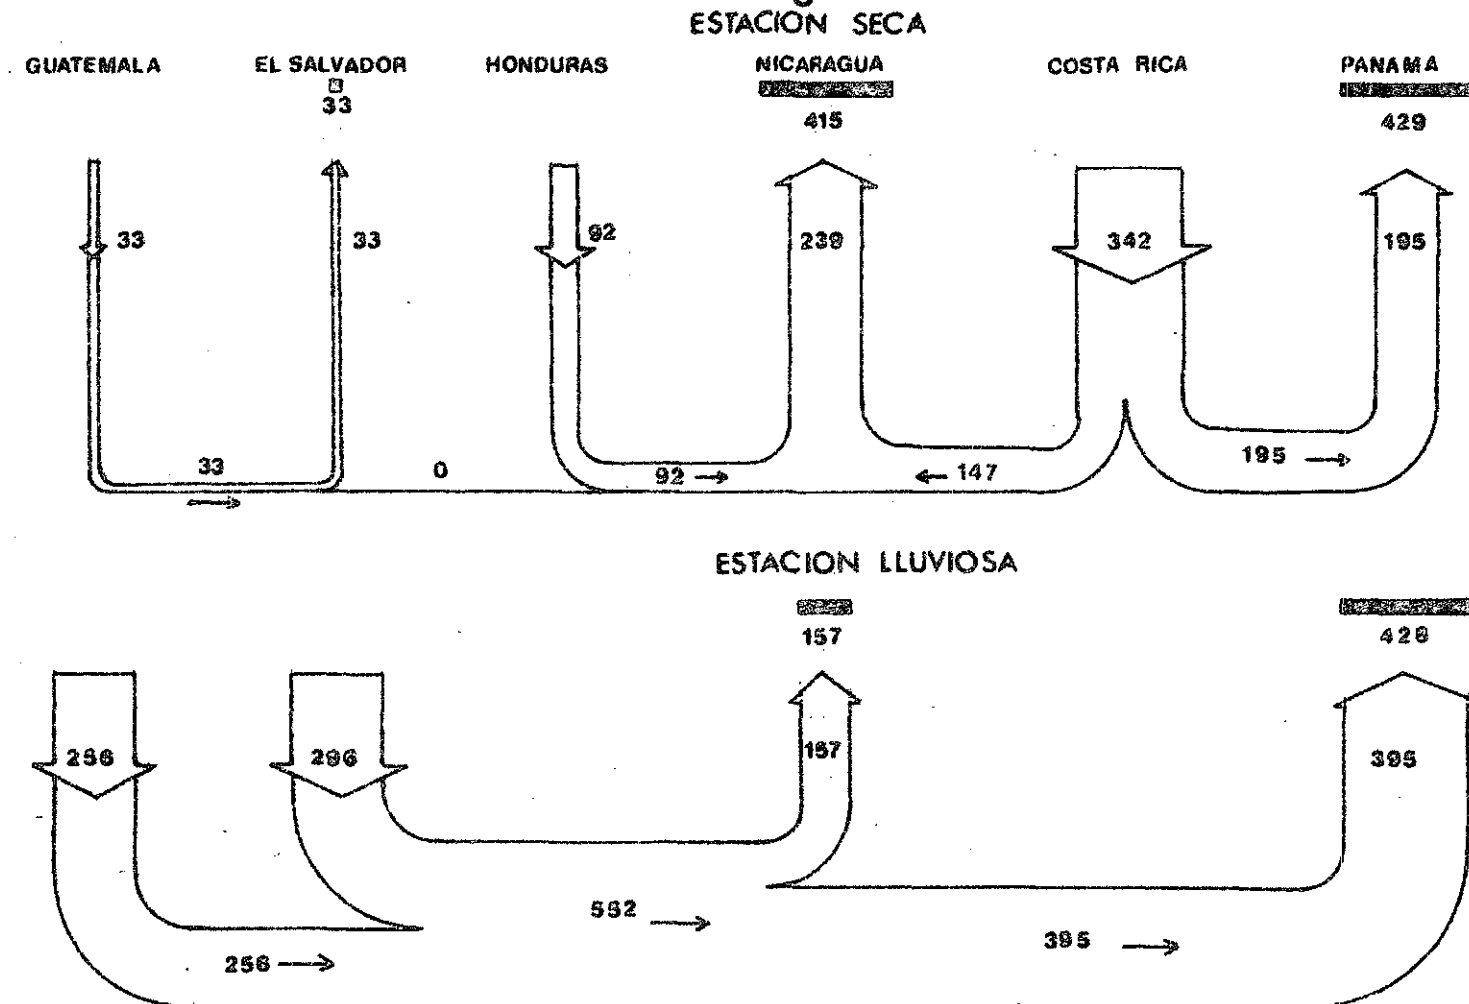 ESTACION SECA
GUATEMALA EL SALVADOR HONDURAS NICARAGUA COSTA RICA PANAMA
33 415 429
33 33 92 239 342 195
33 0 92 147 195
ESTACION LLUVIOSA
157 428
256 296 157 395
552 395
256